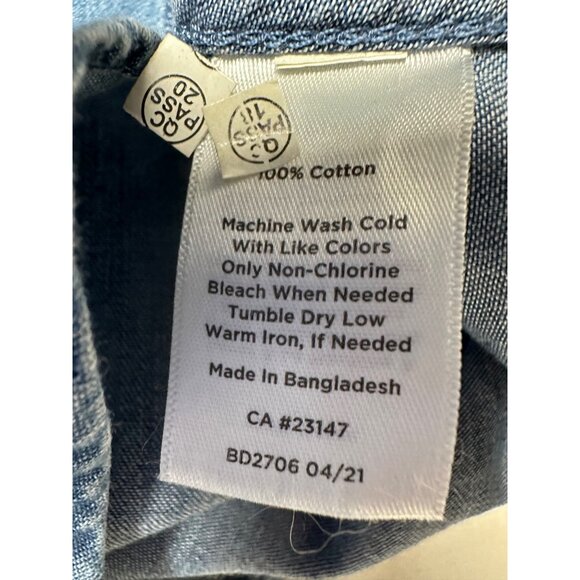 QC
PASS
20
QC
PASS
100% Cotton
Machine Wash Cold
With Like Colors
Only Non-Chlorine
Bleach When Needed
Tumble Dry Low
Warm Iron, If Needed
Made In Bangladesh
CA #23147
BD2706 04/21